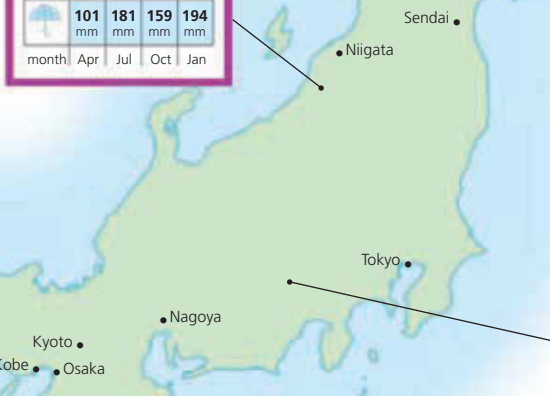 101 181 159 194
mm mm mm mm
month Apr Jul Oct Jan
Sendai
Niigata
Tokyo
Nagoya
Kyoto
Osaka